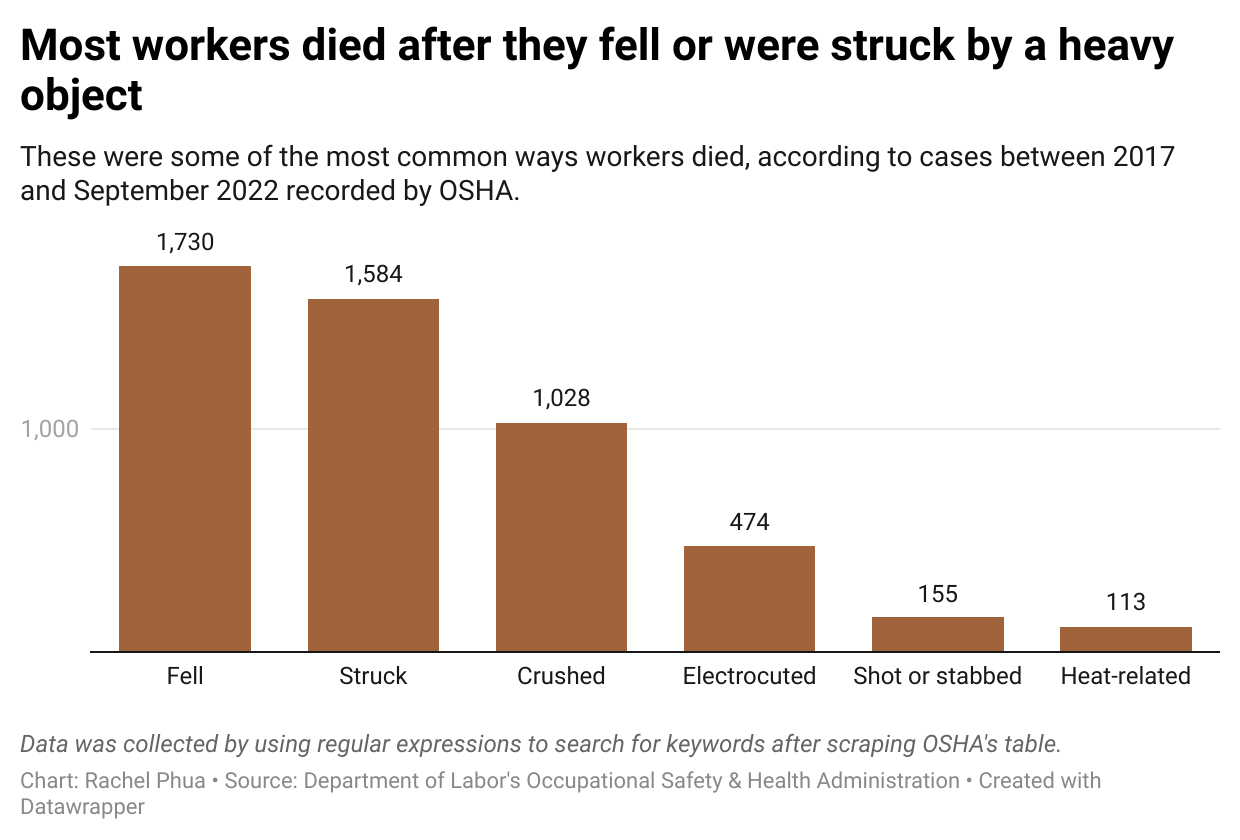 Most workers died after they fell or were struck by a heavy
object
These were some of the most common ways workers died, according to cases between 2017
and September 2022 recorded by OSHA.
1,730
1,584
1,028
1,000
474
155
113
Fell
Struck
Crushed
Electrocuted
Shot or stabbed
Heat-related
Data was collected by using regular expressions to search for keywords after scraping OSHA's table.
Chart: Rachel Phua • Source: Department of Labor's Occupational Safety & Health Administration • Created with
Datawrapper